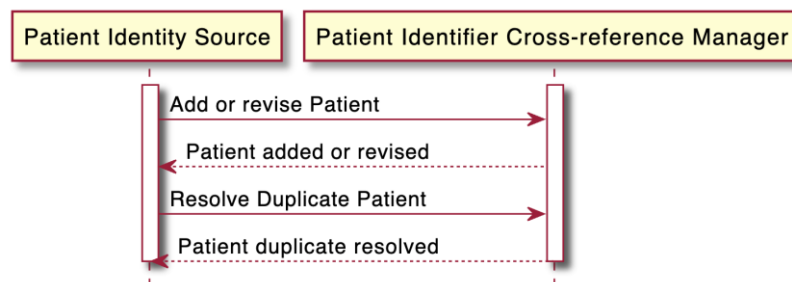 Patient Identity Source
Patient Identifier Cross-reference Manager
Add or revise Patient
Patient added or revised
Resolve Duplicate Patient
Patient duplicate resolved